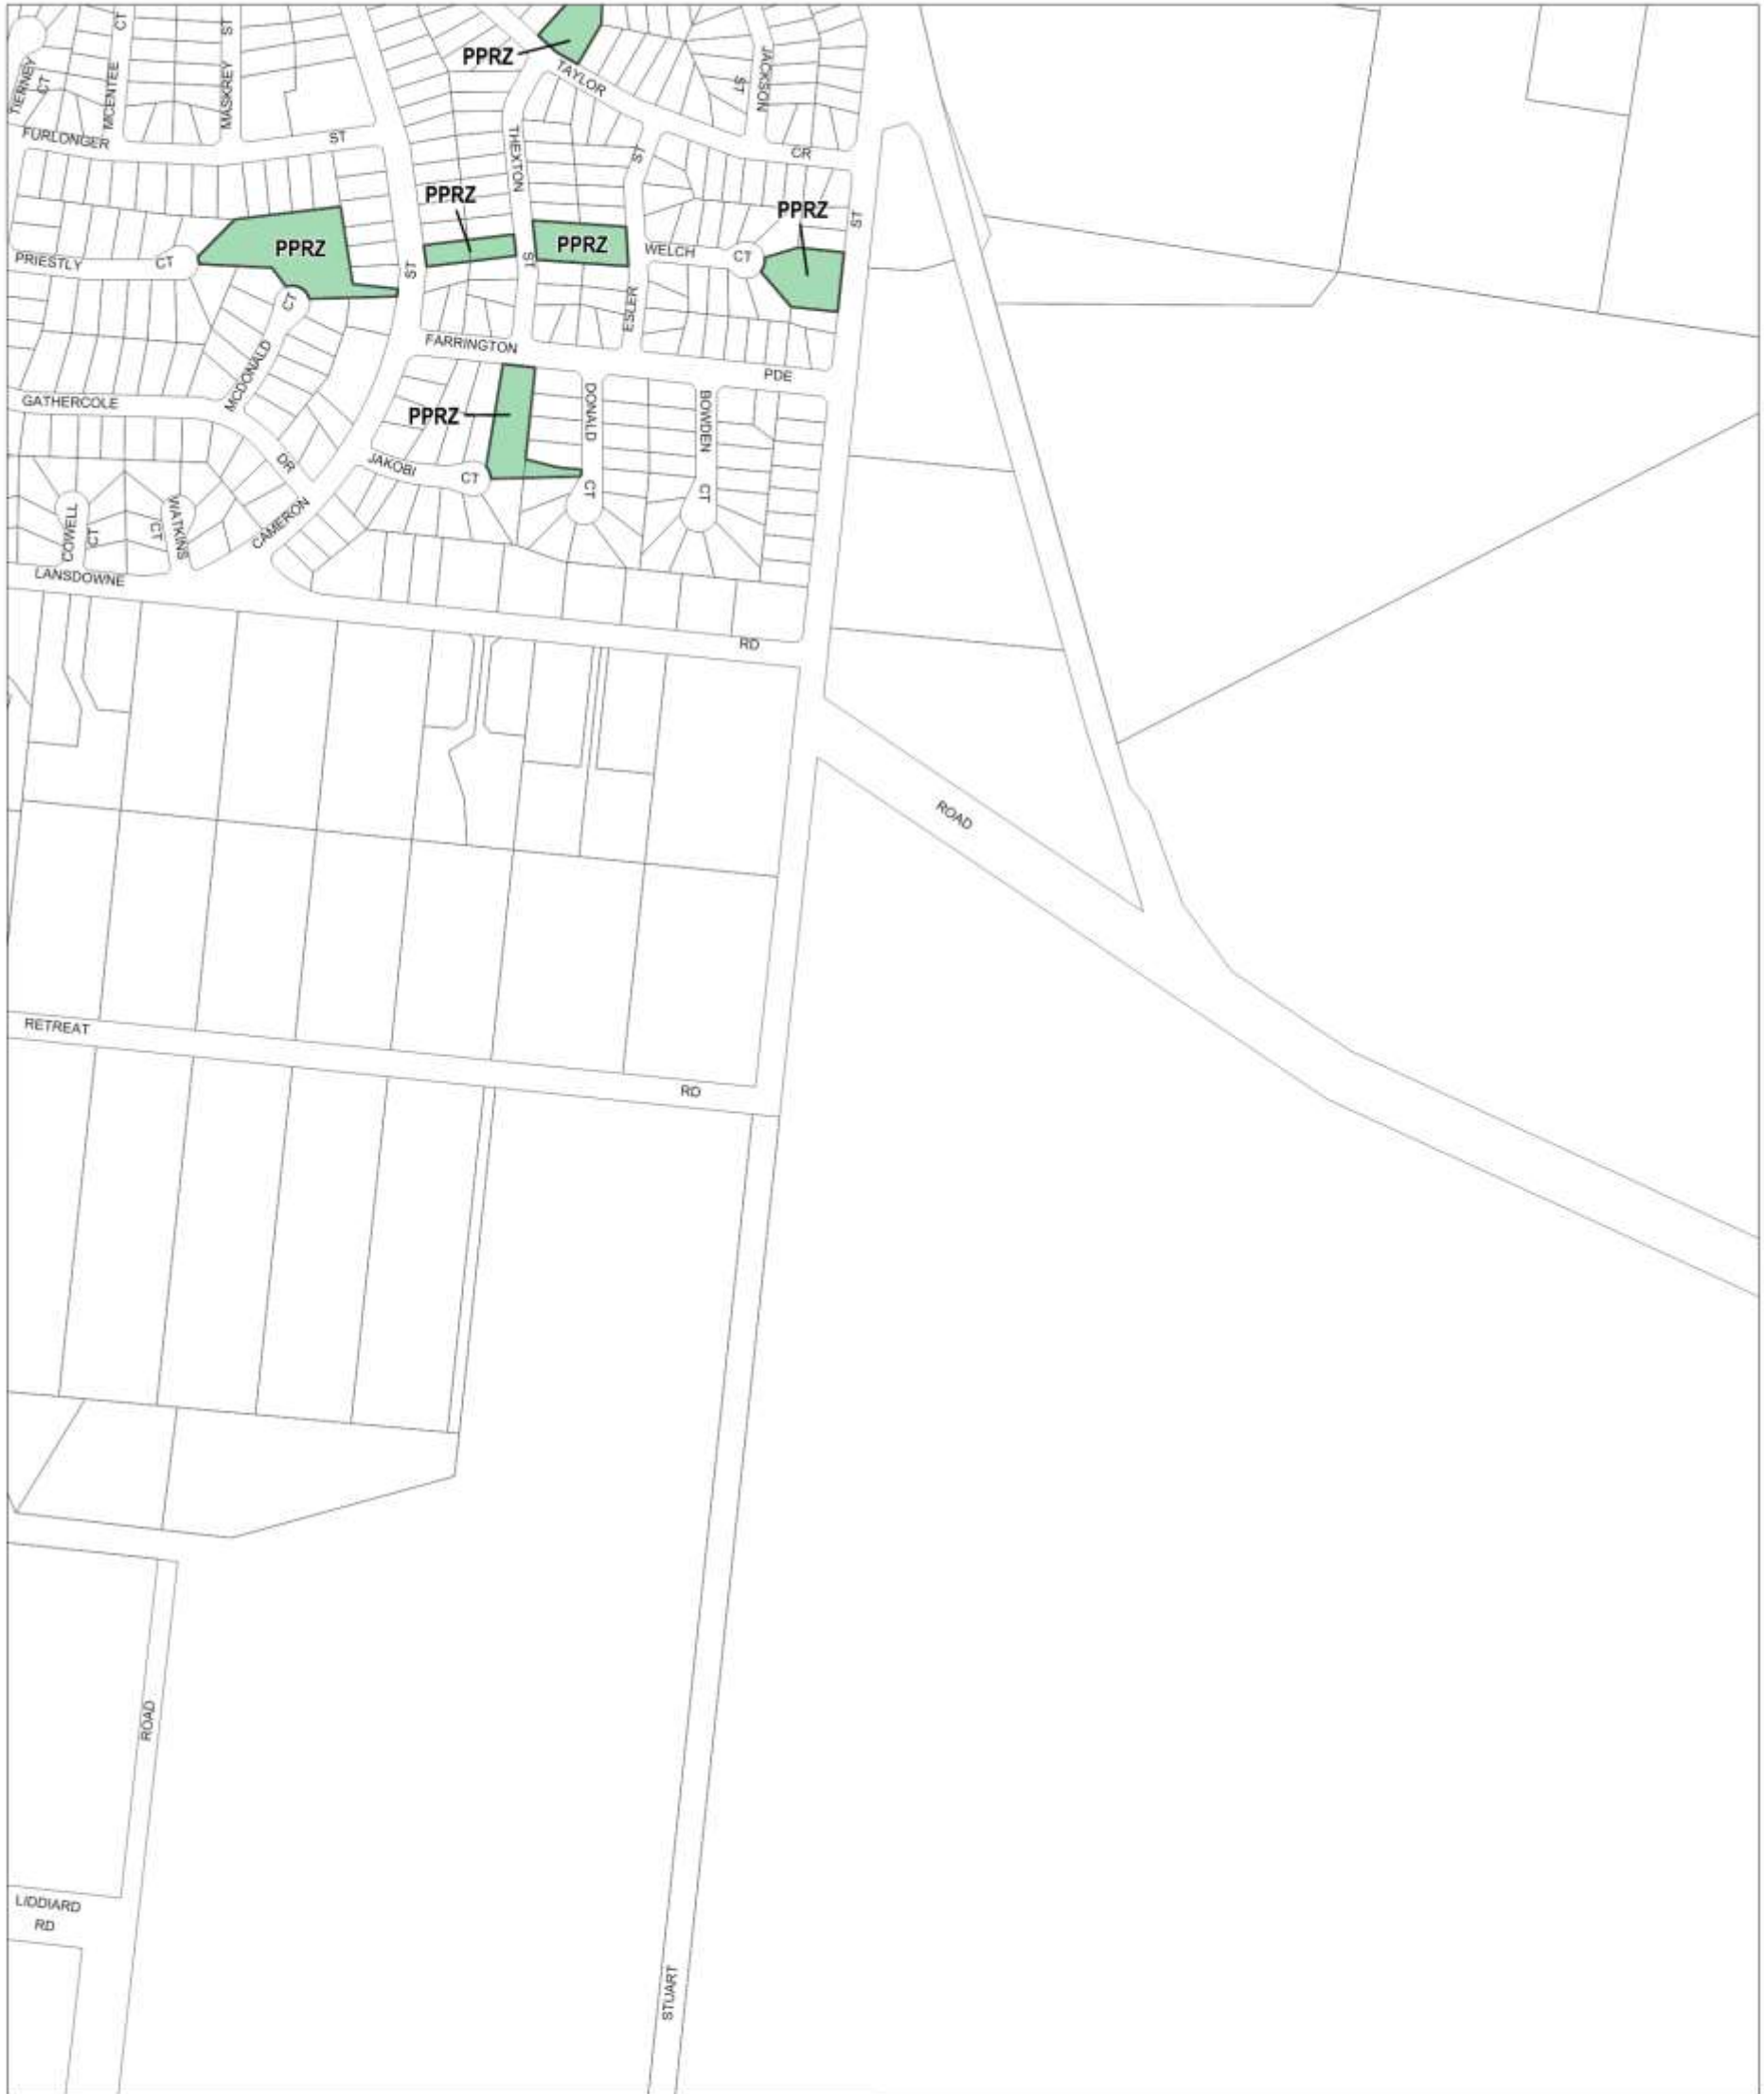 TIERNEY
CT
MCENTEE
CT
MASKREY
ST
PPRZ
TAYLOR
CR
JACKSON
ST
FURLONGER
ST
THEXTON
ST
ST
PPRZ
PPRZ
PPRZ
PPRZ
ST
PRIESTLY
CT
CT
ST
WELCH
CT
ESLER
FARRINGTON
PDE
MCDONALD
GATHERCOLE
DR
PPRZ
DONALD
CT
BOWDEN
CT
JAKOBI
CT
COWELL
CT
WATKINS
CT
CAMERON
LANSDOWNE
RD
ROAD
RETREAT
RD
ROAD
LIDDIARD
RD
STUART